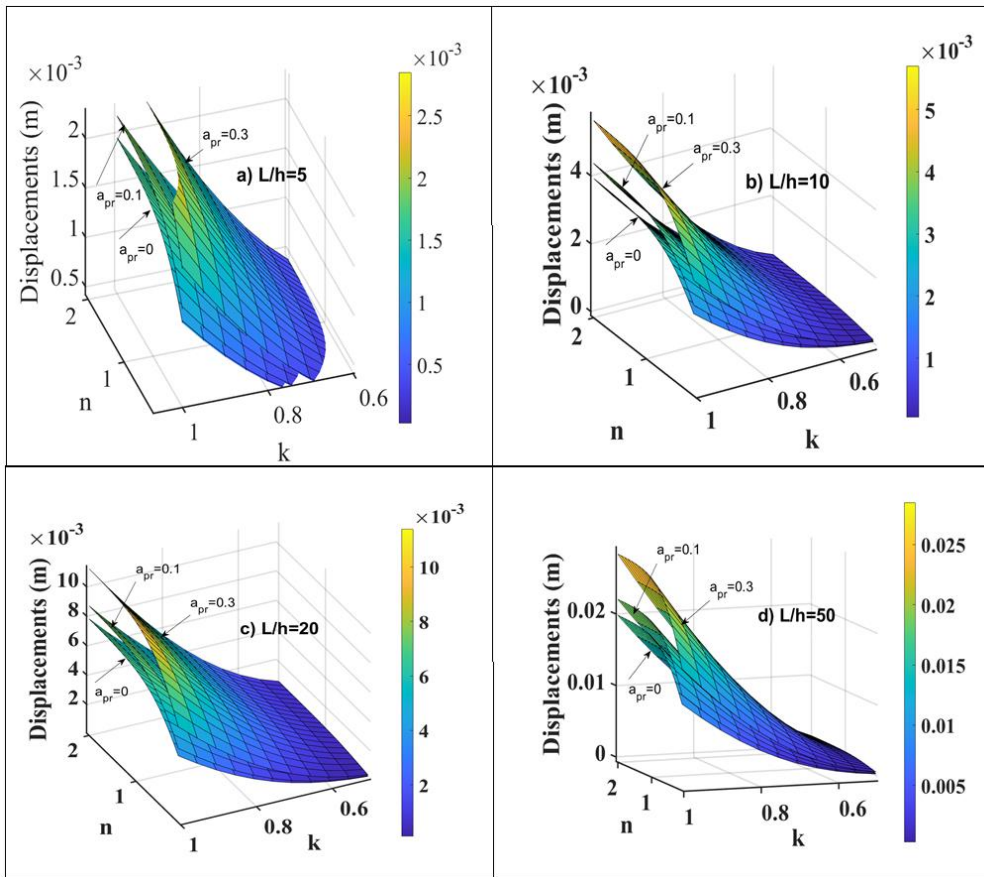 ×10⁻³
×10⁻³
2.5
2
1.5
1
0.5
Displacements (m)
2
1.5
1
0.5
2
1
n
1
0.8
0.6
k
a_pr=0.3
a_pr=0.1
a_pr=0
a) L/h=5
×10⁻³
×10⁻³
5
4
3
2
1
Displacements (m)
4
2
0
2
1
n
1
0.8
0.6
k
a_pr=0.1
a_pr=0.3
a_pr=0
b) L/h=10
×10⁻³
×10⁻³
10
8
6
4
2
Displacements (m)
10
8
6
4
2
2
1
n
1
0.8
0.6
k
a_pr=0.1
a_pr=0.3
a_pr=0
c) L/h=20
0.025
0.02
0.015
0.01
0.005
Displacements (m)
0.02
0.01
0
2
1
n
1
0.8
0.6
k
a_pr=0.1
a_pr=0.3
a_pr=0
d) L/h=50